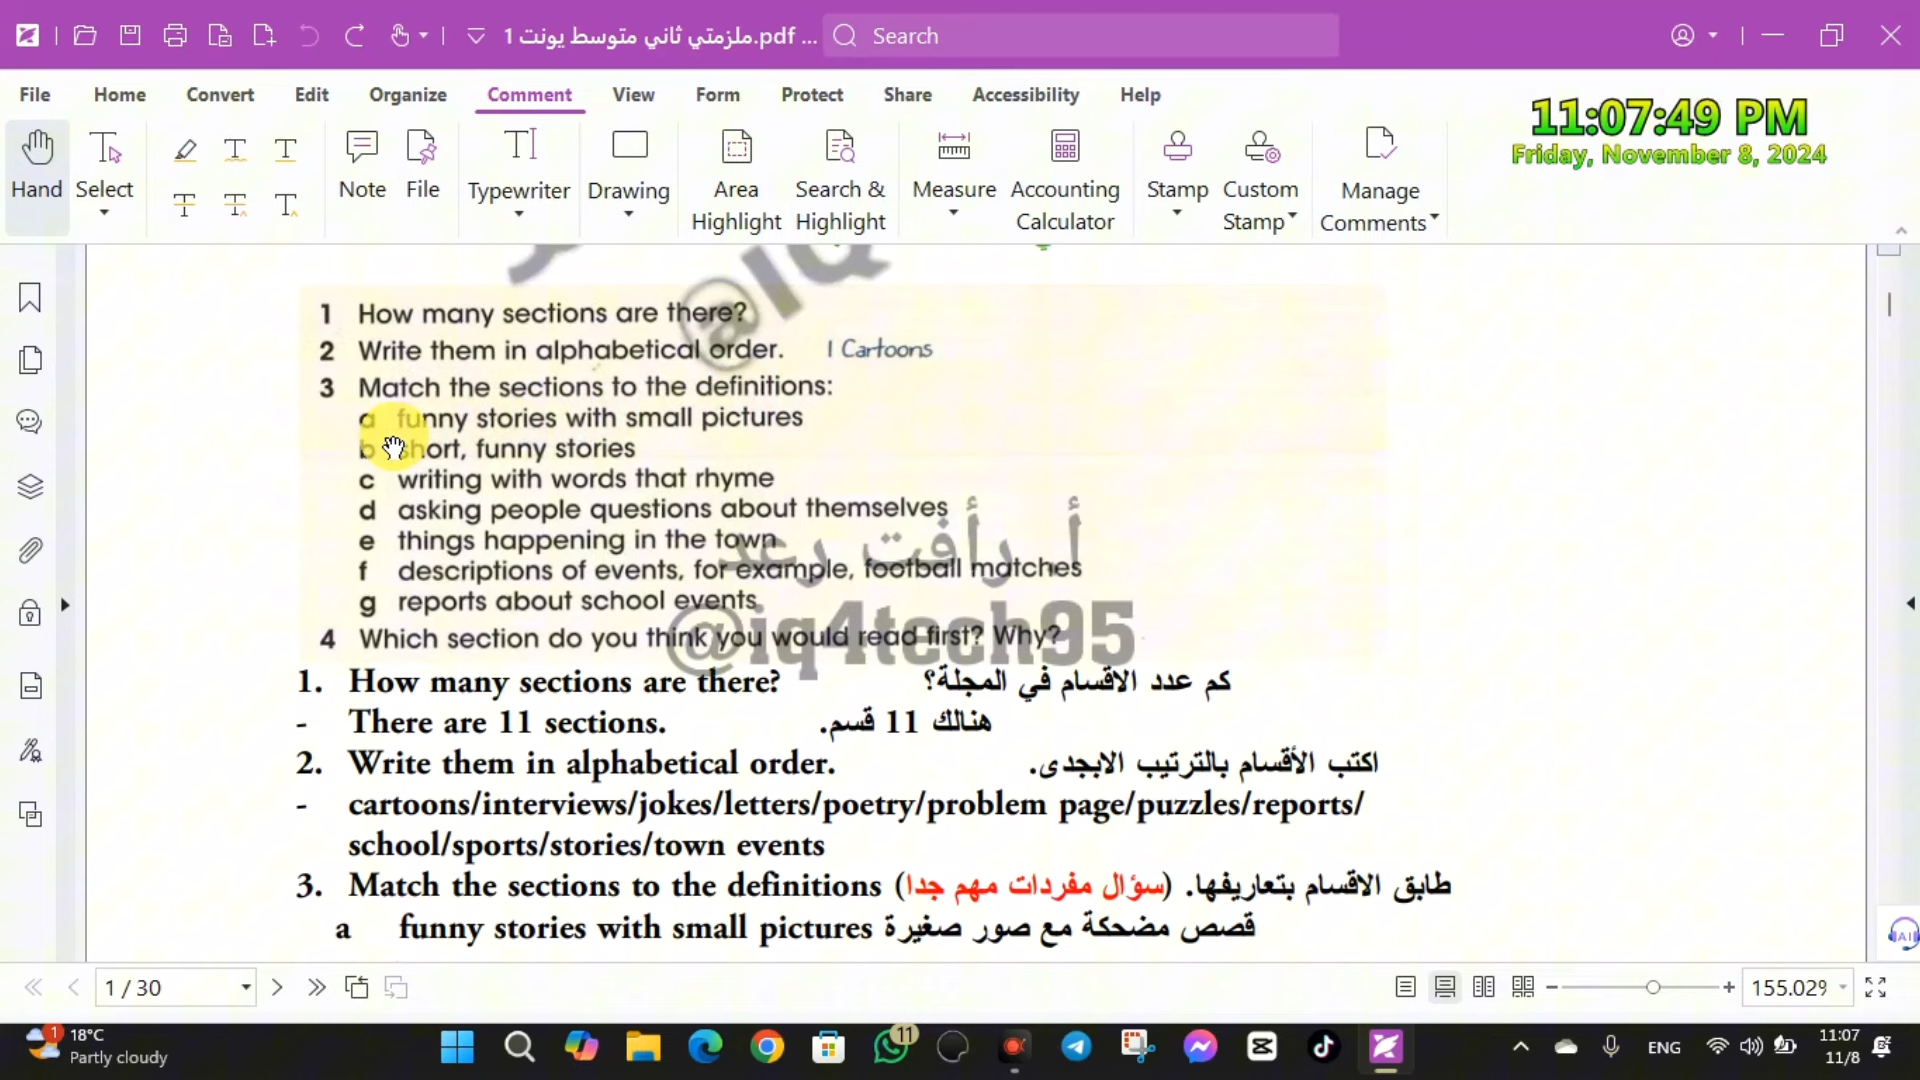 ملزمتي ثاني متوسط يونت 1.pdf ...
Search
File Home Convert Edit Organize Comment View Form Protect Share Accessibility Help
11:07:49 PM
Friday, November 8, 2024
Hand Select Note File Typewriter Drawing Area Highlight Search & Highlight Measure Accounting Calculator Stamp Custom Stamp Manage Comments
1 How many sections are there?
2 Write them in alphabetical order. 1 Cartoons
3 Match the sections to the definitions:
a funny stories with small pictures
b short, funny stories
c writing with words that rhyme
d asking people questions about themselves
e things happening in the town
f descriptions of events, for example, football matches
g reports about school events
4 Which section do you think you would read first? Why?
أ. رأفت رعد
@iq4tech95
1. How many sections are there? كم عدد الاقسام في المجلة؟
- There are 11 sections. هنالك 11 قسم.
2. Write them in alphabetical order. اكتب الأقسام بالترتيب الابجدى.
- cartoons/interviews/jokes/letters/poetry/problem page/puzzles/reports/
school/sports/stories/town events
3. Match the sections to the definitions (سؤال مفردات مهم جدا) طابق الاقسام بتعاريفها.
a funny stories with small pictures قصص مضحكة مع صور صغيرة
1 / 30
155.029
AI
1
18°C
Partly cloudy
11
ENG
11:07
11/8